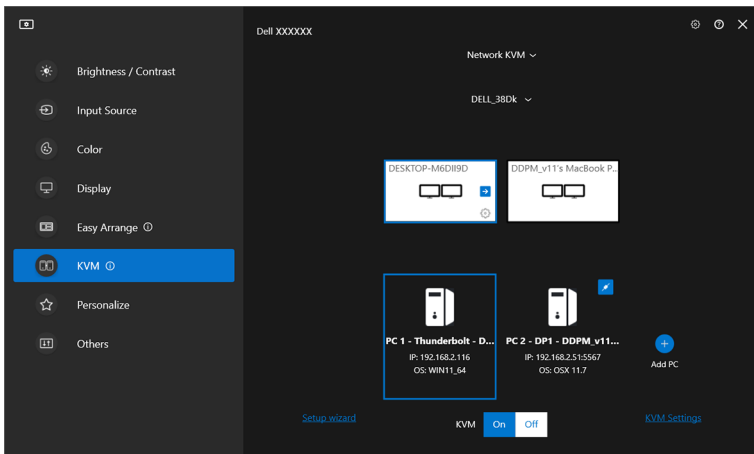 Dell XXXXXX
Network KVM
DELL_38Dk
Brightness / Contrast
Input Source
Color
Display
Easy Arrange
KVM
Personalize
Others
DESKTOP-M6DII9D
DDPM_v11's MacBook P...
PC 1 - Thunderbolt - D...
IP: 192.168.2.116
OS: WIN11_64
PC 2 - DP1 - DDPM_v11...
IP: 192.168.2.51:5567
OS: OSX 11.7
Add PC
Setup wizard
KVM On Off
KVM Settings